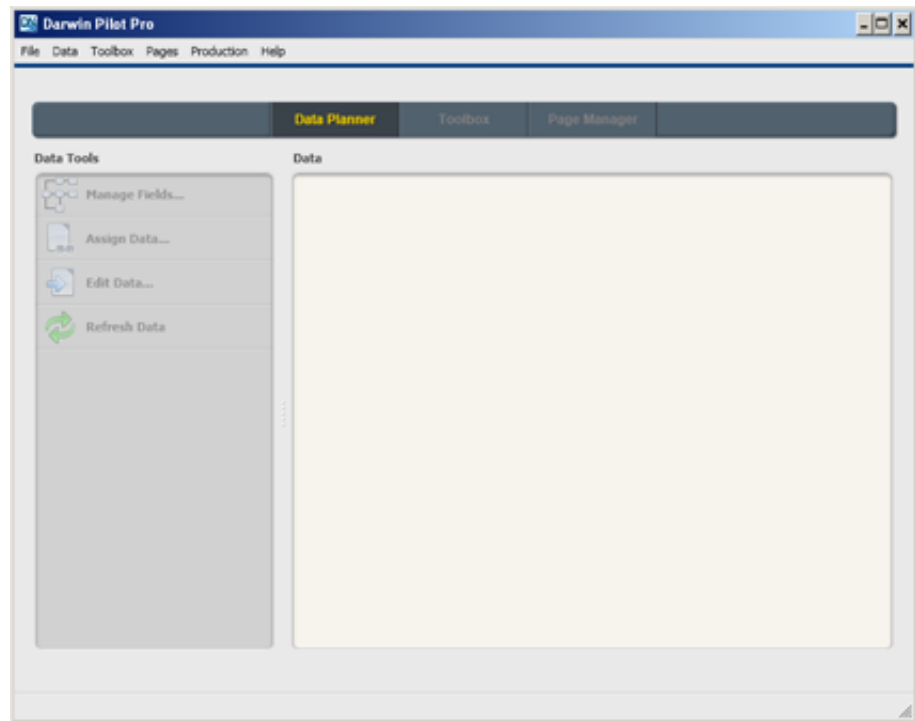 Darwin Pilot Pro
File Data Toolbox Pages Production Help
Data Planner Toolbox Page Manager
Data Tools
Data
Manage Fields...
Assign Data...
Edit Data...
Refresh Data